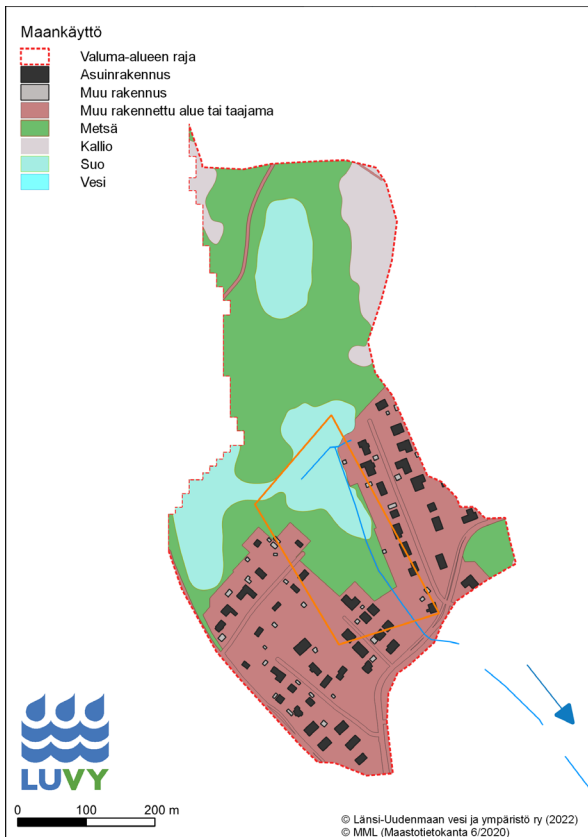 Maankäyttö
Valuma-alueen raja
Asuinrakennus
Muu rakennus
Muu rakennettu alue tai taajama
Metsä
Kallio
Suo
Vesi
LUVY
0 100 200 m
© Länsi-Uudenmaan vesi ja ympäristö ry (2022)
© MML (Maastotietokanta 6/2020)